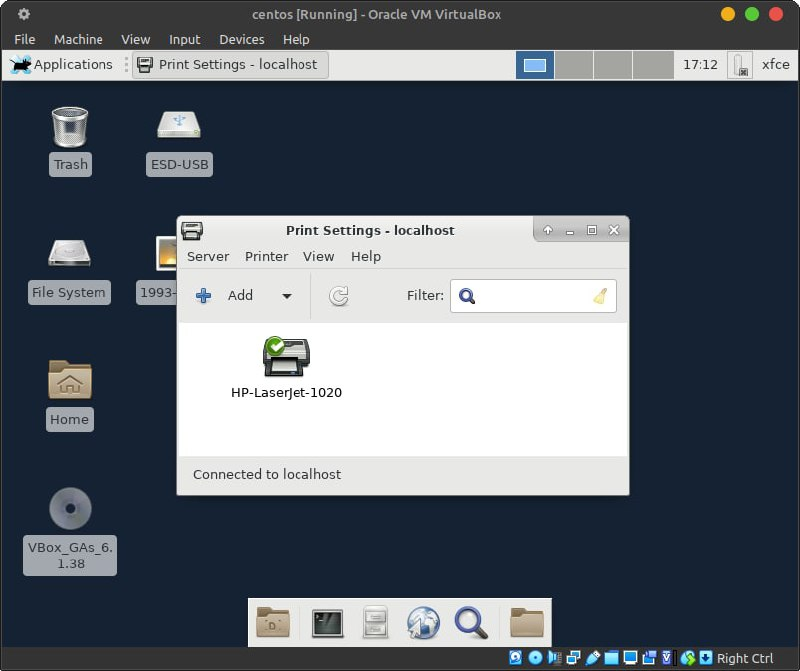 centos [Running] - Oracle VM VirtualBox
File Machine View Input Devices Help
Applications Print Settings - localhost 17:12 xfce
Trash ESD-USB
Print Settings - localhost
Server Printer View Help
File System 1993-
Add Filter:
HP-LaserJet-1020
Home
Connected to localhost
VBox_GAs_6.
1.38
D
V
Right Ctrl